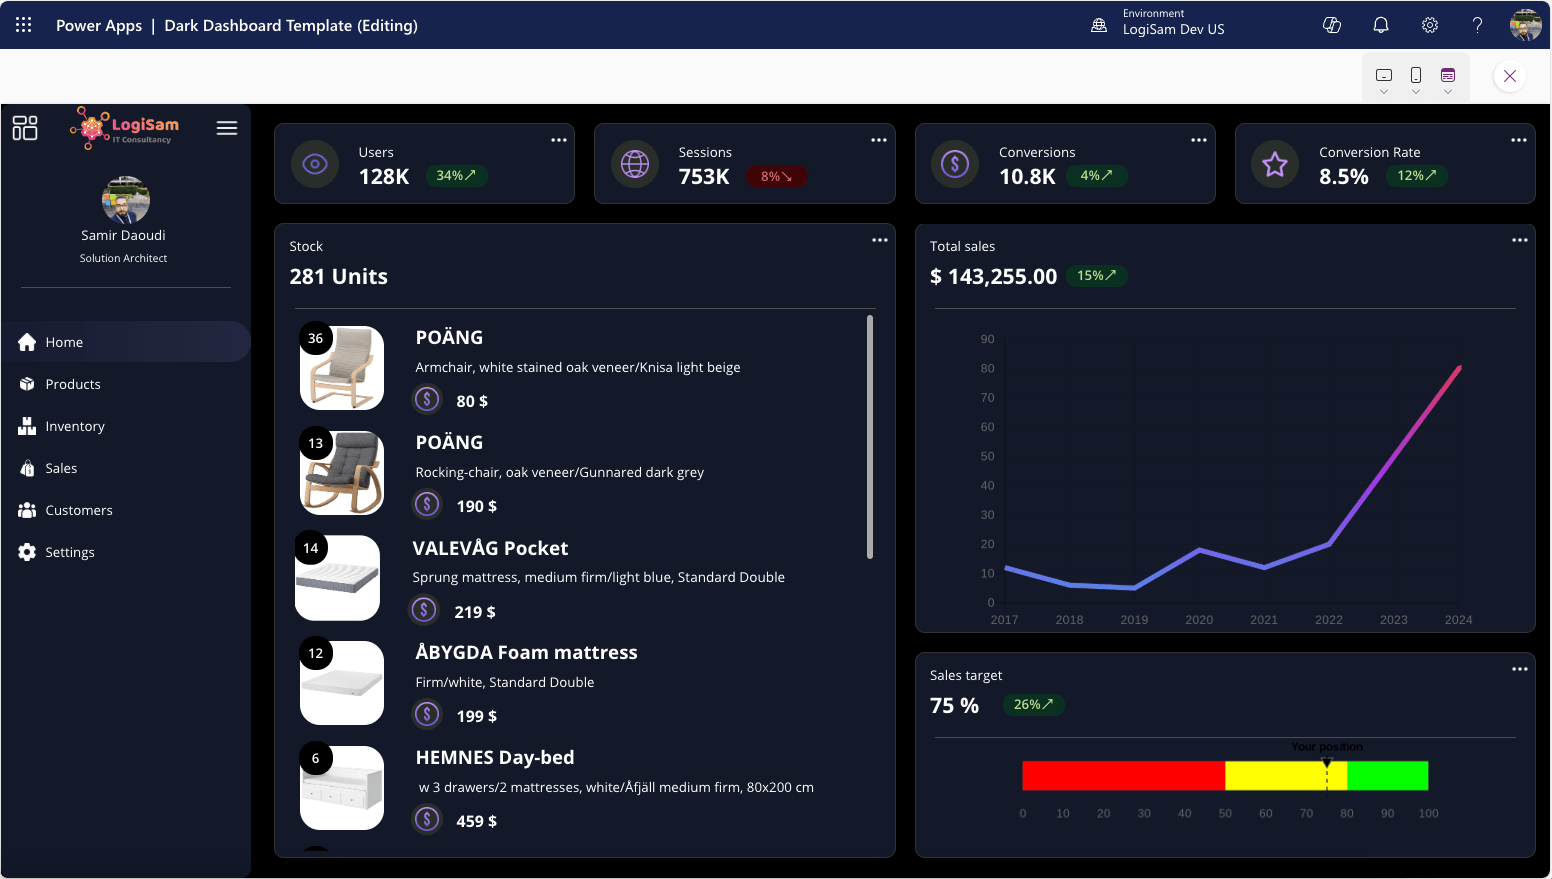 Power Apps | Dark Dashboard Template (Editing)
Environment
LogiSam Dev US
LogiSam
IT Consultancy
Samir Daoudi
Solution Architect
Home
Products
Inventory
Sales
Customers
Settings
Users
128K 34%↗
Sessions
753K 8%↘
Conversions
10.8K 4%↗
Conversion Rate
8.5% 12%↗
Stock
281 Units
36
POÄNG
Armchair, white stained oak veneer/Knisa light beige
80 $
13
POÄNG
Rocking-chair, oak veneer/Gunnared dark grey
190 $
14
VALEVÅG Pocket
Sprung mattress, medium firm/light blue, Standard Double
219 $
12
ÅBYGDA Foam mattress
Firm/white, Standard Double
199 $
6
HEMNES Day-bed
w 3 drawers/2 mattresses, white/Åfjäll medium firm, 80x200 cm
459 $
Total sales
$ 143,255.00 15%↗
90
80
70
60
50
40
30
20
10
0
2017 2018 2019 2020 2021 2022 2023 2024
Sales target
75 % 26%↗
Your position
0 10 20 30 40 50 60 70 80 90 100